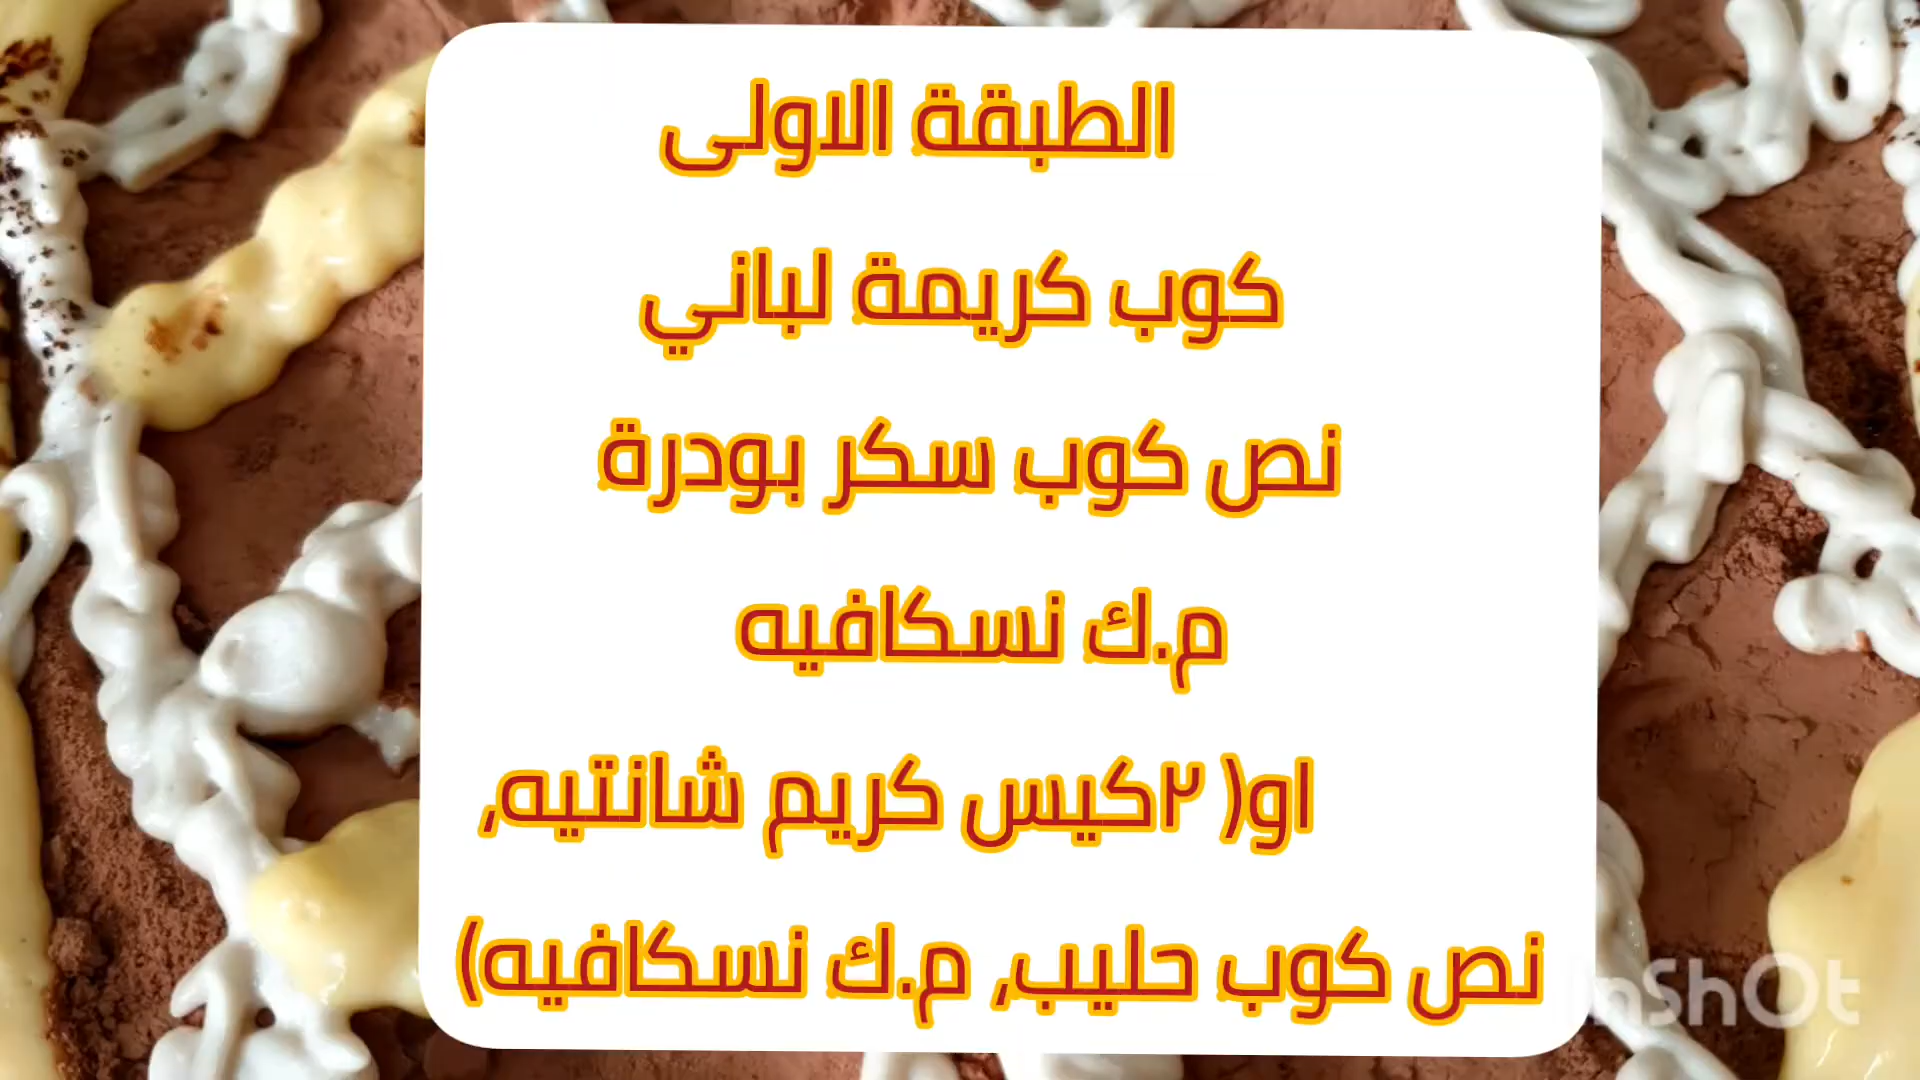 الطبقة الاولى
كوب كريمة لباني
نص كوب سكر بودرة
م.ك نسكافيه
او( ٢كيس كريم شانتيه,
نص كوب حليب, م.ك نسكافيه)
InShOt